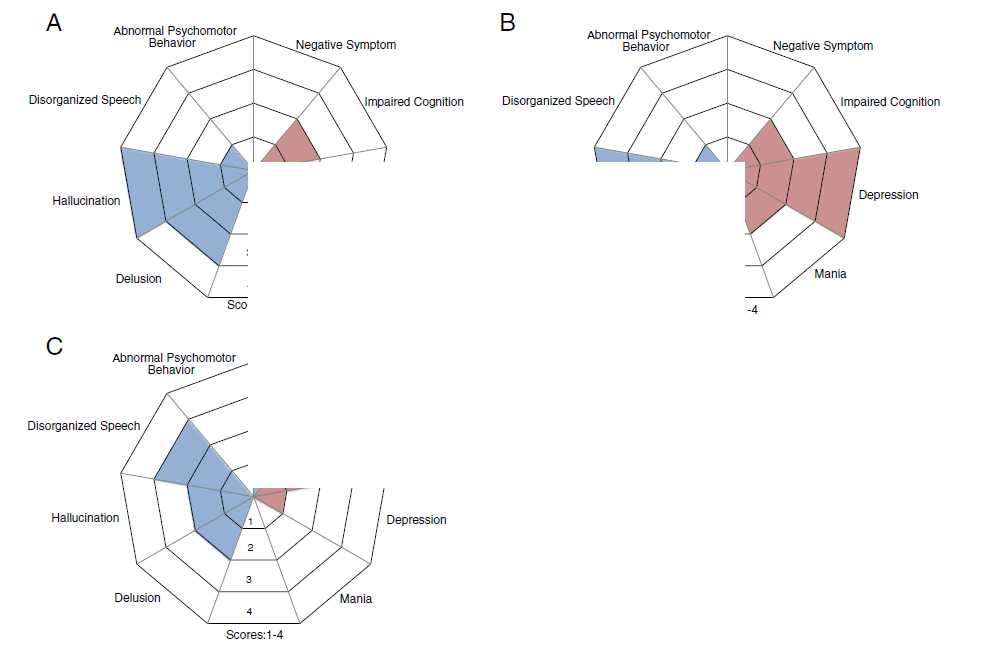 A
Abnormal Psychomotor
Behavior
Negative Symptom
Disorganized Speech
Impaired Cognition
Hallucination
Delusion
Sco
B
Abnormal Psychomotor
Behavior
Negative Symptom
Disorganized Speech
Impaired Cognition
Depression
Mania
-4
C
Abnormal Psychomotor
Behavior
Disorganized Speech
Hallucination
Depression
1
2
3
4
Delusion
Mania
Scores:1-4